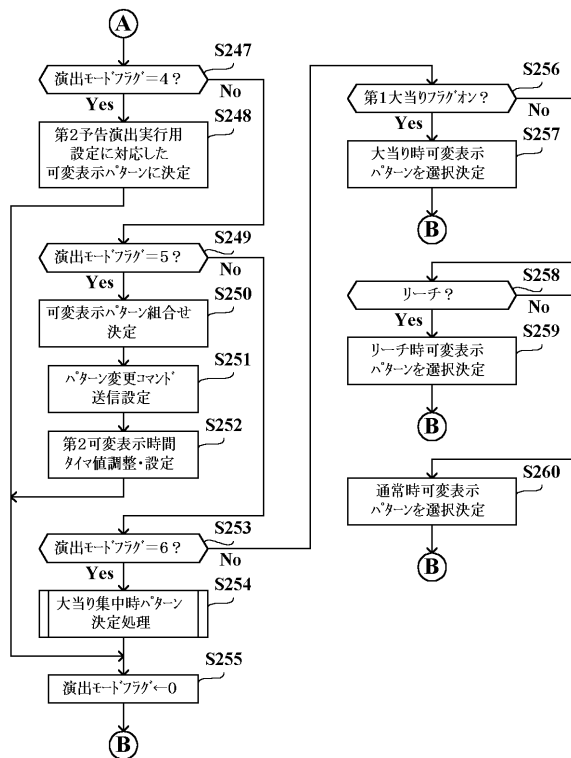 A
S247
演出モードフラグ=4？
Yes
No
S248
第2予告演出実行用
設定に対応した
可変表示パターンに決定
S249
演出モードフラグ=5？
Yes
No
S250
可変表示パターン組合せ
決定
S251
パターン変更コマンド
送信設定
S252
第2可変表示時間
タイマ値調整・設定
S253
演出モードフラグ=6？
Yes
No
S254
大当り集中時パターン
決定処理
S255
演出モードフラグ←0
B
S256
第1大当りフラグオン？
Yes
No
S257
大当り時可変表示
パターンを選択決定
B
S258
リーチ？
Yes
No
S259
リーチ時可変表示
パターンを選択決定
B
S260
通常時可変表示
パターンを選択決定
B